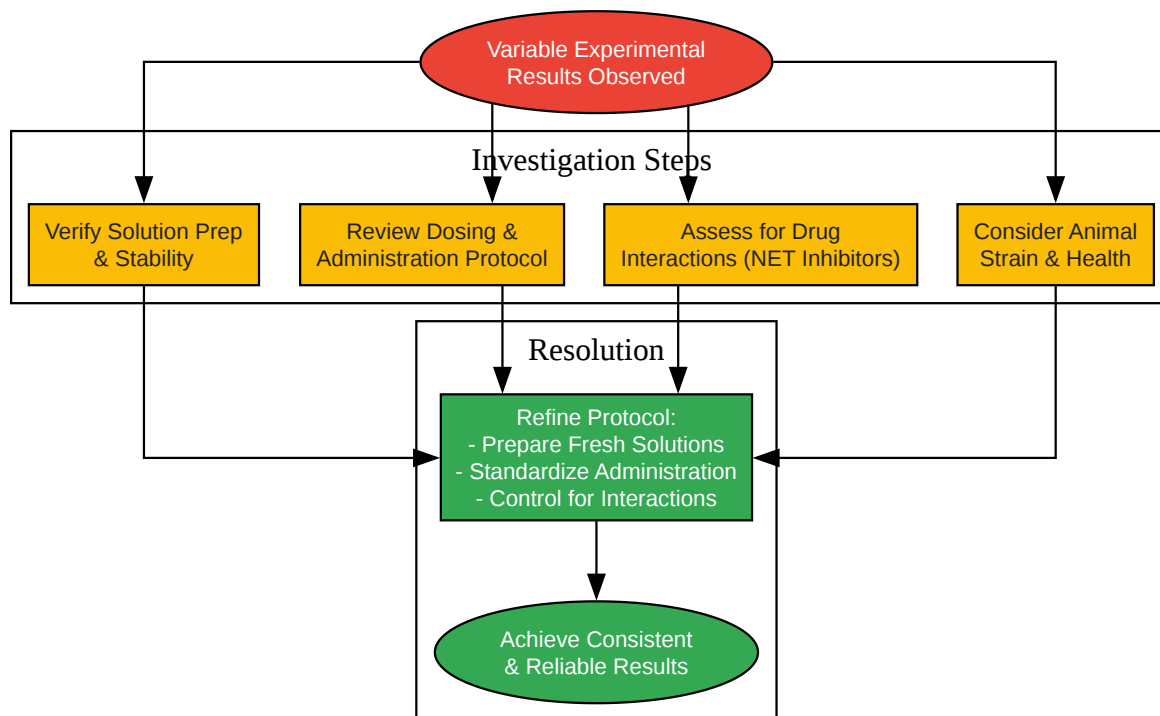 Variable Experimental
Results Observed
Investigation Steps
Verify Solution Prep
& Stability
Review Dosing &
Administration Protocol
Assess for Drug
Interactions (NET Inhibitors)
Consider Animal
Strain & Health
Resolution
Refine Protocol:
- Prepare Fresh Solutions
- Standardize Administration
- Control for Interactions
Achieve Consistent
& Reliable Results